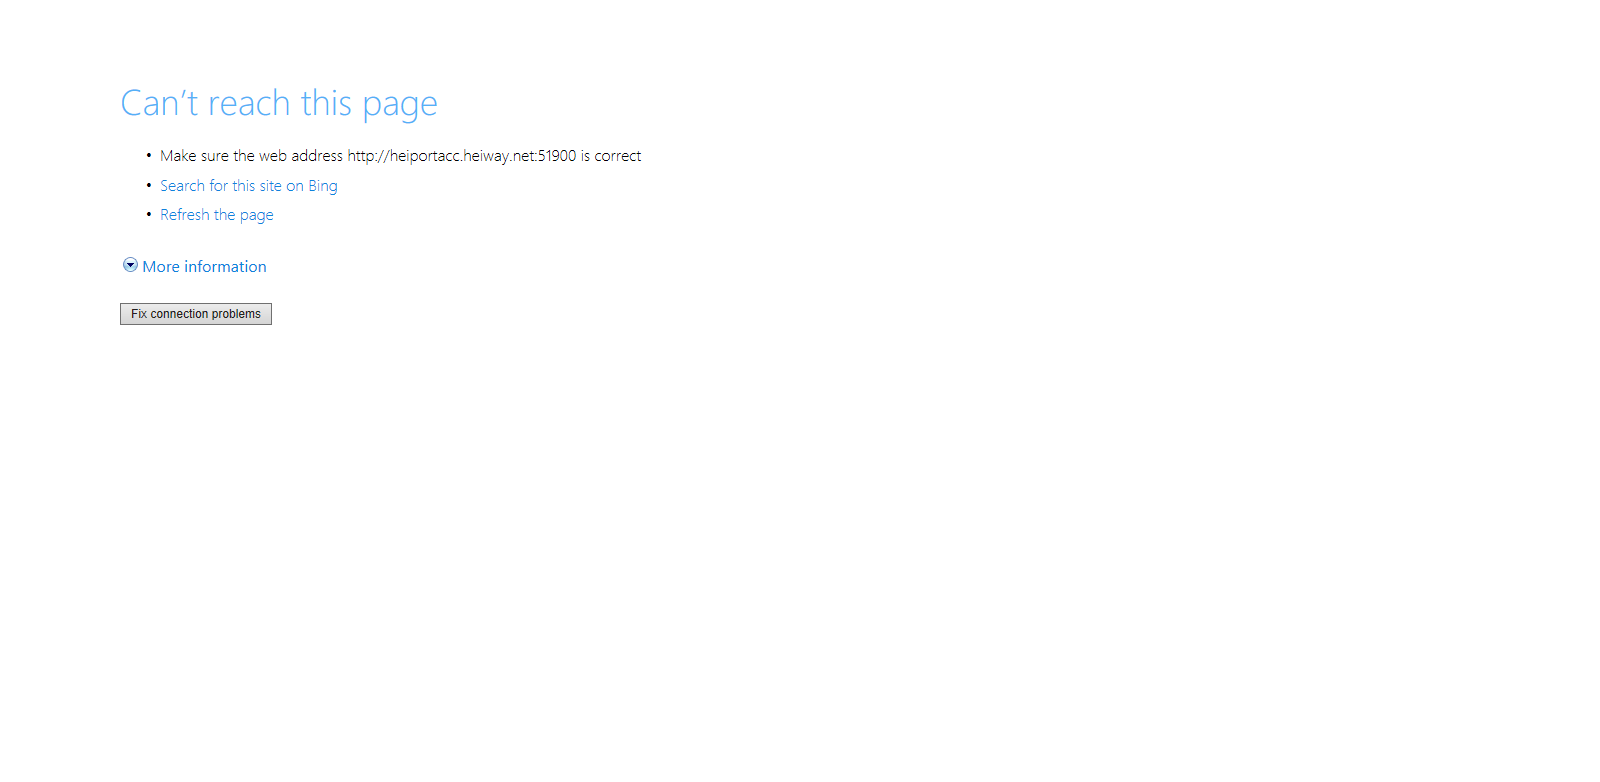 Can't reach this page
• Make sure the web address http://heiportacc.heiway.net:51900 is correct
• Search for this site on Bing
• Refresh the page
More information
Fix connection problems